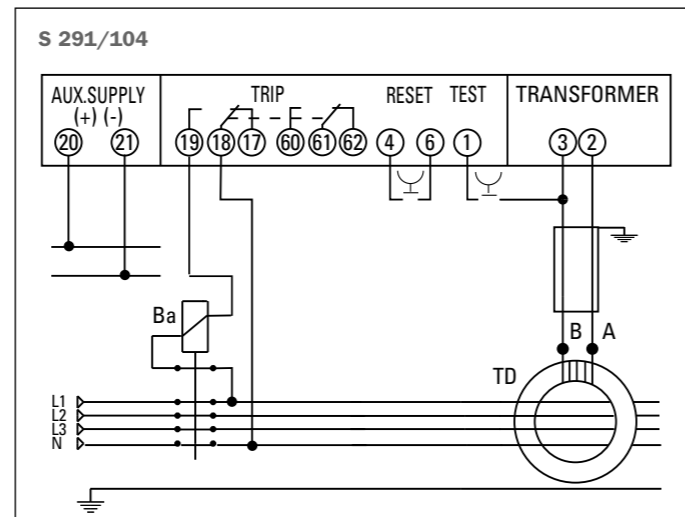 S 291/104
AUX.SUPPLY TRIP RESET TEST TRANSFORMER
(+) (-)
20 21 19 18 17 60 61 62 4 6 1 3 2
Ba
B A
TD
L1
L2
L3
N